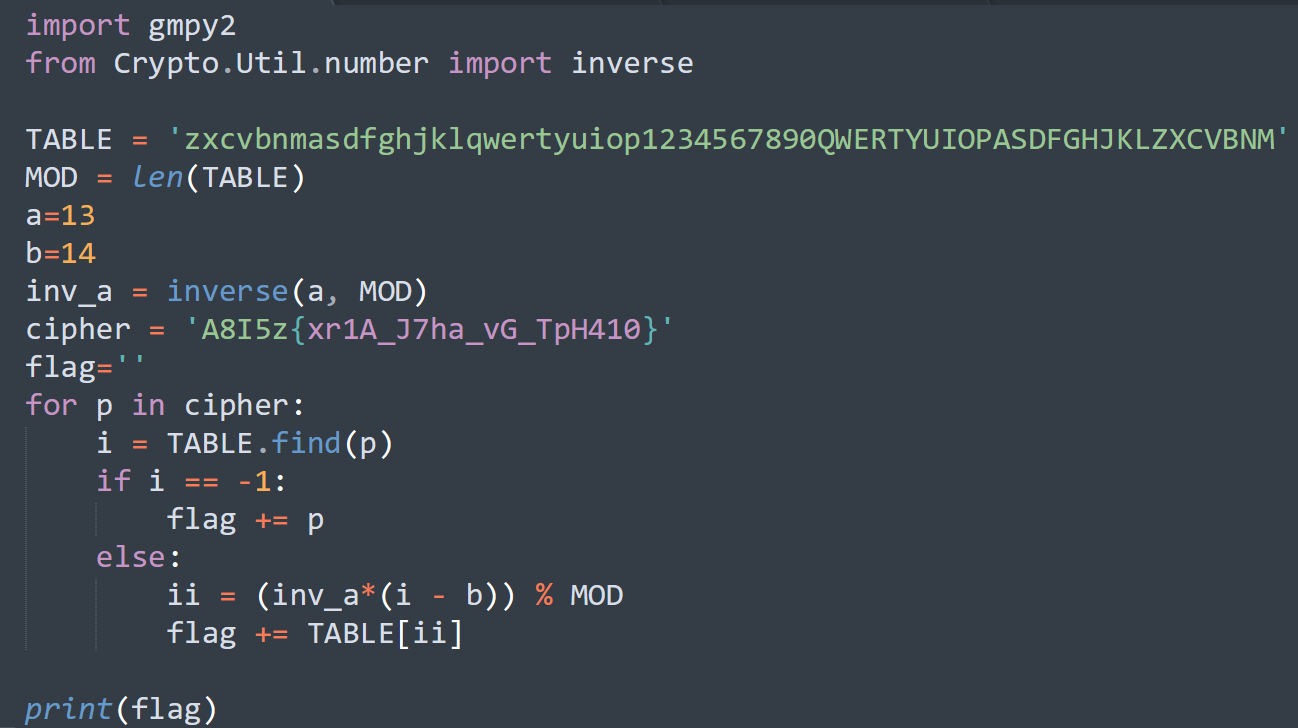 import gmpy2
from Crypto.Util.number import inverse

TABLE = 'zxcvbnmasdfghjklqwertyuiop1234567890QWERTYUIOPASDFGHJKLZXCVBNM'
MOD = len(TABLE)
a=13
b=14
inv_a = inverse(a, MOD)
cipher = 'A8I5z{xr1A_J7ha_vG_TpH410}'
flag=''
for p in cipher:
    i = TABLE.find(p)
    if i == -1:
        flag += p
    else:
        ii = (inv_a*(i - b)) % MOD
        flag += TABLE[ii]

print(flag)